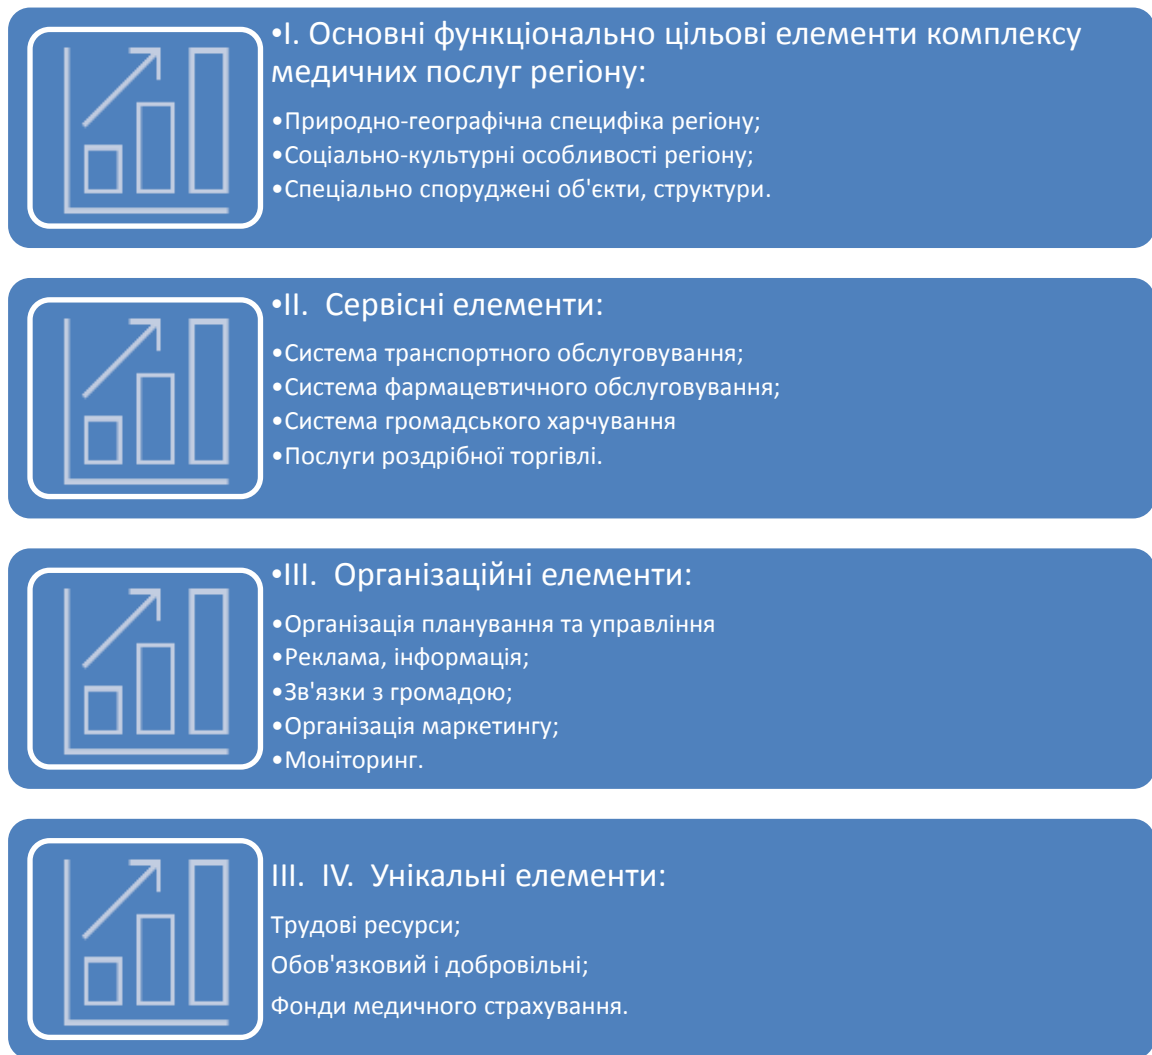 •I. Основні функціонально цільові елементи комплексу
медичних послуг регіону:
•Природно-географічна специфіка регіону;
•Соціально-культурні особливості регіону;
•Спеціально споруджені об'єкти, структури.
•II. Сервісні елементи:
•Система транспортного обслуговування;
•Система фармацевтичного обслуговування;
•Система громадського харчування
•Послуги роздрібної торгівлі.
•III. Організаційні елементи:
•Організація планування та управління
•Реклама, інформація;
•Зв'язки з громадою;
•Організація маркетингу;
•Моніторинг.
III. IV. Унікальні елементи:
Трудові ресурси;
Обов'язковий і добровільні;
Фонди медичного страхування.